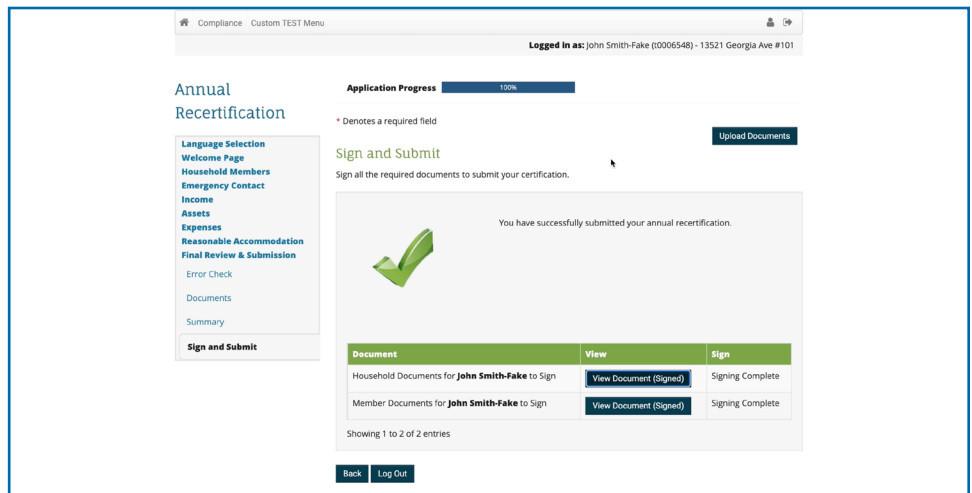 Compliance Custom TEST Menu
Logged in as: John Smith-Fake (t0006548) - 13521 Georgia Ave #101
Annual
Recertification
Language Selection
Welcome Page
Household Members
Emergency Contact
Income
Assets
Expenses
Reasonable Accommodation
Final Review & Submission
Error Check
Documents
Summary
Sign and Submit
Application Progress 100%
* Denotes a required field
Upload Documents
Sign and Submit
Sign all the required documents to submit your certification.
You have successfully submitted your annual recertification.
Document View Sign
Household Documents for John Smith-Fake to Sign View Document (Signed) Signing Complete
Member Documents for John Smith-Fake to Sign View Document (Signed) Signing Complete
Showing 1 to 2 of 2 entries
Back Log Out